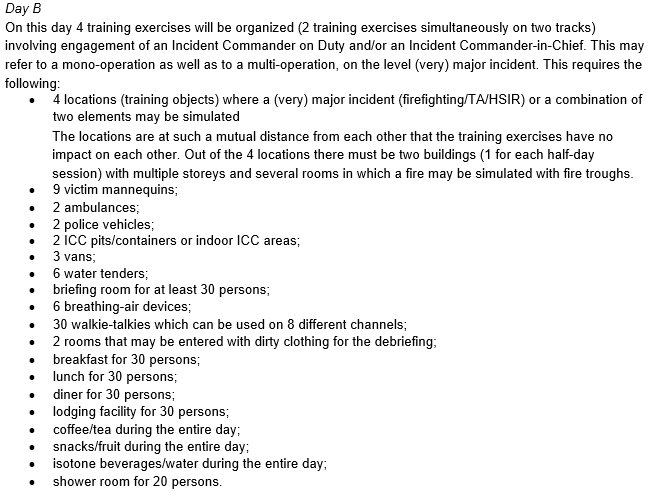 Day B
On this day 4 training exercises will be organized (2 training exercises simultaneously on two tracks)
involving engagement of an Incident Commander on Duty and/or an Incident Commander-in-Chief. This may
refer to a mono-operation as well as to a multi-operation, on the level (very) major incident. This requires the
following:
• 4 locations (training objects) where a (very) major incident (firefighting/TA/HSIR) or a combination of
two elements may be simulated
The locations are at such a mutual distance from each other that the training exercises have no
impact on each other. Out of the 4 locations there must be two buildings (1 for each half-day
session) with multiple storeys and several rooms in which a fire may be simulated with fire troughs.
• 9 victim mannequins;
• 2 ambulances;
• 2 police vehicles;
• 2 ICC pits/containers or indoor ICC areas;
• 3 vans;
• 6 water tenders;
• briefing room for at least 30 persons;
• 6 breathing-air devices;
• 30 walkie-talkies which can be used on 8 different channels;
• 2 rooms that may be entered with dirty clothing for the debriefing;
• breakfast for 30 persons;
• lunch for 30 persons;
• diner for 30 persons;
• lodging facility for 30 persons;
• coffee/tea during the entire day;
• snacks/fruit during the entire day;
• isotone beverages/water during the entire day;
• shower room for 20 persons.